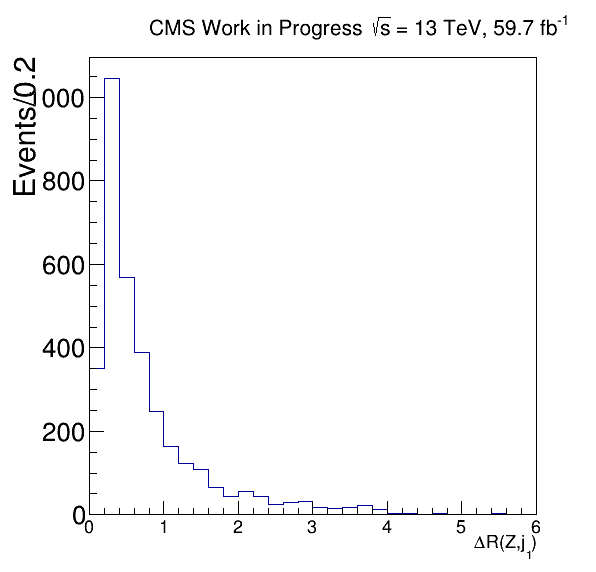 CMS Work in Progress √s = 13 TeV, 59.7 fb⁻¹
Events/0.2
1000
800
600
400
200
0
0 1 2 3 4 5 6
ΔR(Z,j₁)